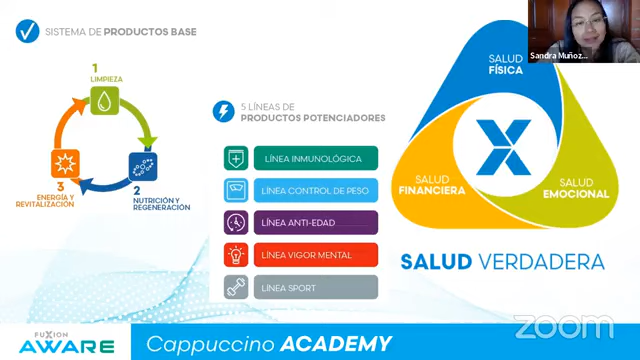 SISTEMA DE PRODUCTOS BASE
1
LIMPIEZA
3
ENERGÍA Y
REVITALIZACIÓN
2
NUTRICIÓN Y
REGENERACIÓN
5 LÍNEAS DE
PRODUCTOS POTENCIADORES
LÍNEA INMUNOLÓGICA
LÍNEA CONTROL DE PESO
LÍNEA ANTI-EDAD
LÍNEA VIGOR MENTAL
LÍNEA SPORT
SALUD
FÍSICA
SALUD
FINANCIERA
SALUD
EMOCIONAL
SALUD VERDADERA
Sandra Muñoz...
FUXION
AWARE
Cappuccino ACADEMY
zoom